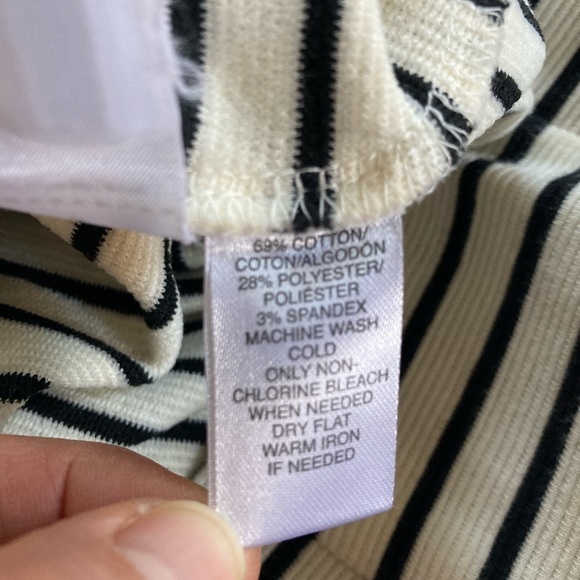 69% COTTON/
COTON/ALGODÓN
28% POLYESTER/
POLIÉSTER
3% SPANDEX
MACHINE WASH
COLD
ONLY NON-
CHLORINE BLEACH
WHEN NEEDED
DRY FLAT
WARM IRON
IF NEEDED